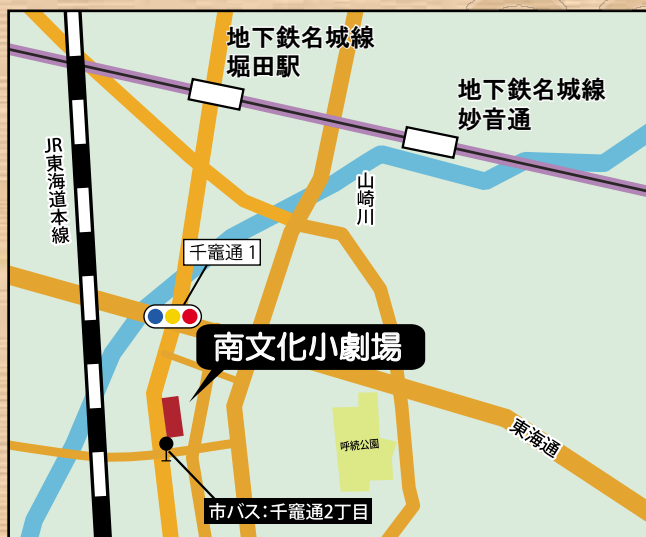 地下鉄名城線
堀田駅
地下鉄名城線
妙音通
JR東海道本線
山崎川
千竈通 1
南文化小劇場
呼続公園
東海通
市バス:千竈通2丁目